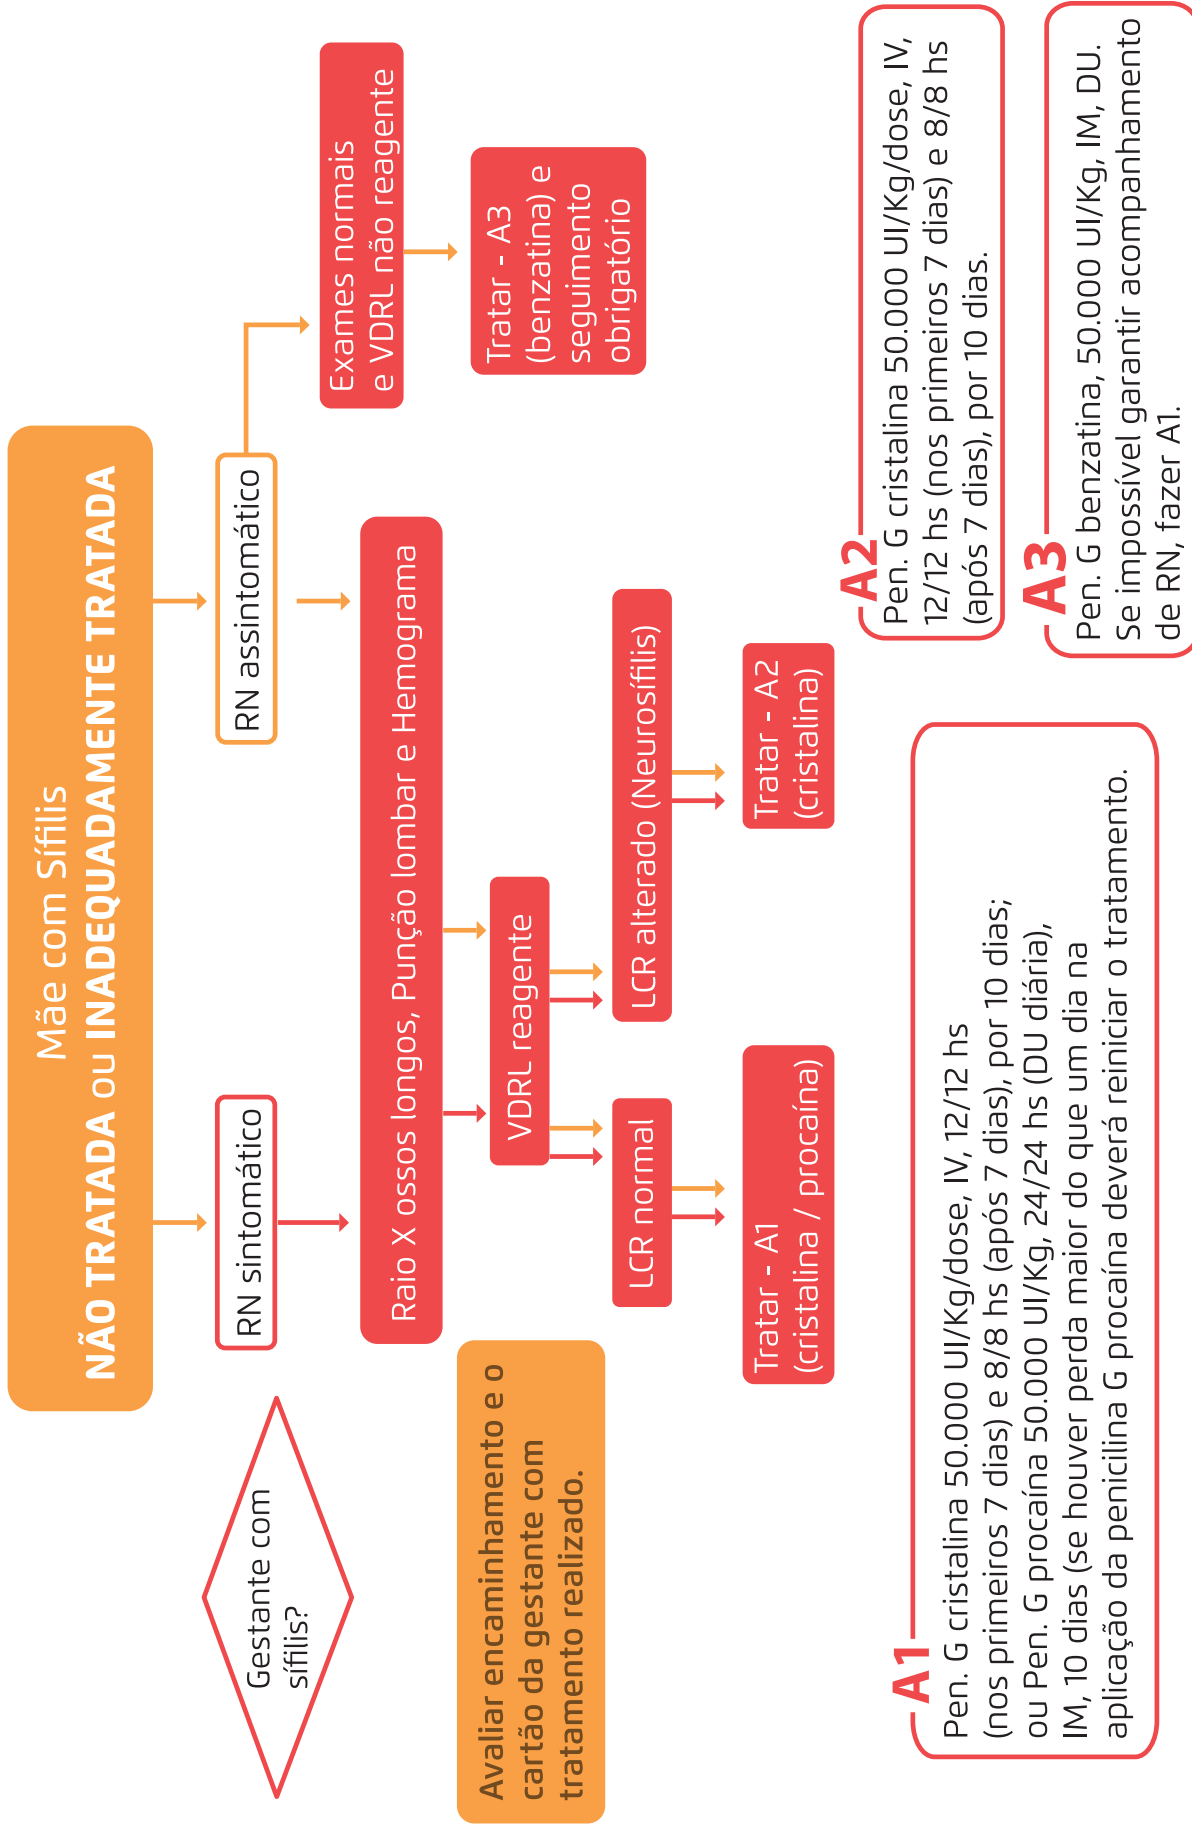 Mãe com Sífilis
NÃO TRATADA ou INADEQUADAMENTE TRATADA
Gestante com
sífilis?
RN sintomático
RN assintomático
Exames normais
e VDRL não reagente
Raio X ossos longos, Punção lombar e Hemograma
Avaliar encaminhamento e o
cartão da gestante com
tratamento realizado.
VDRL reagente
Tratar - A3
(benzatina) e
seguimento
obrigatório
LCR normal
LCR alterado (Neurosífilis)
Tratar - A1
(cristalina / procaína)
Tratar - A2
(cristalina)
A1
Pen. G cristalina 50.000 UI/Kg/dose, IV, 12/12 hs
(nos primeiros 7 dias) e 8/8 hs (após 7 dias), por 10 dias;
ou Pen. G procaína 50.000 UI/Kg, 24/24 hs (DU diária),
IM, 10 dias (se houver perda maior do que um dia na
aplicação da penicilina G procaína deverá reiniciar o tratamento.
A2
Pen. G cristalina 50.000 UI/Kg/dose, IV,
12/12 hs (nos primeiros 7 dias) e 8/8 hs
(após 7 dias), por 10 dias.
A3
Pen. G benzatina, 50.000 UI/Kg, IM, DU.
Se impossível garantir acompanhamento
de RN, fazer A1.